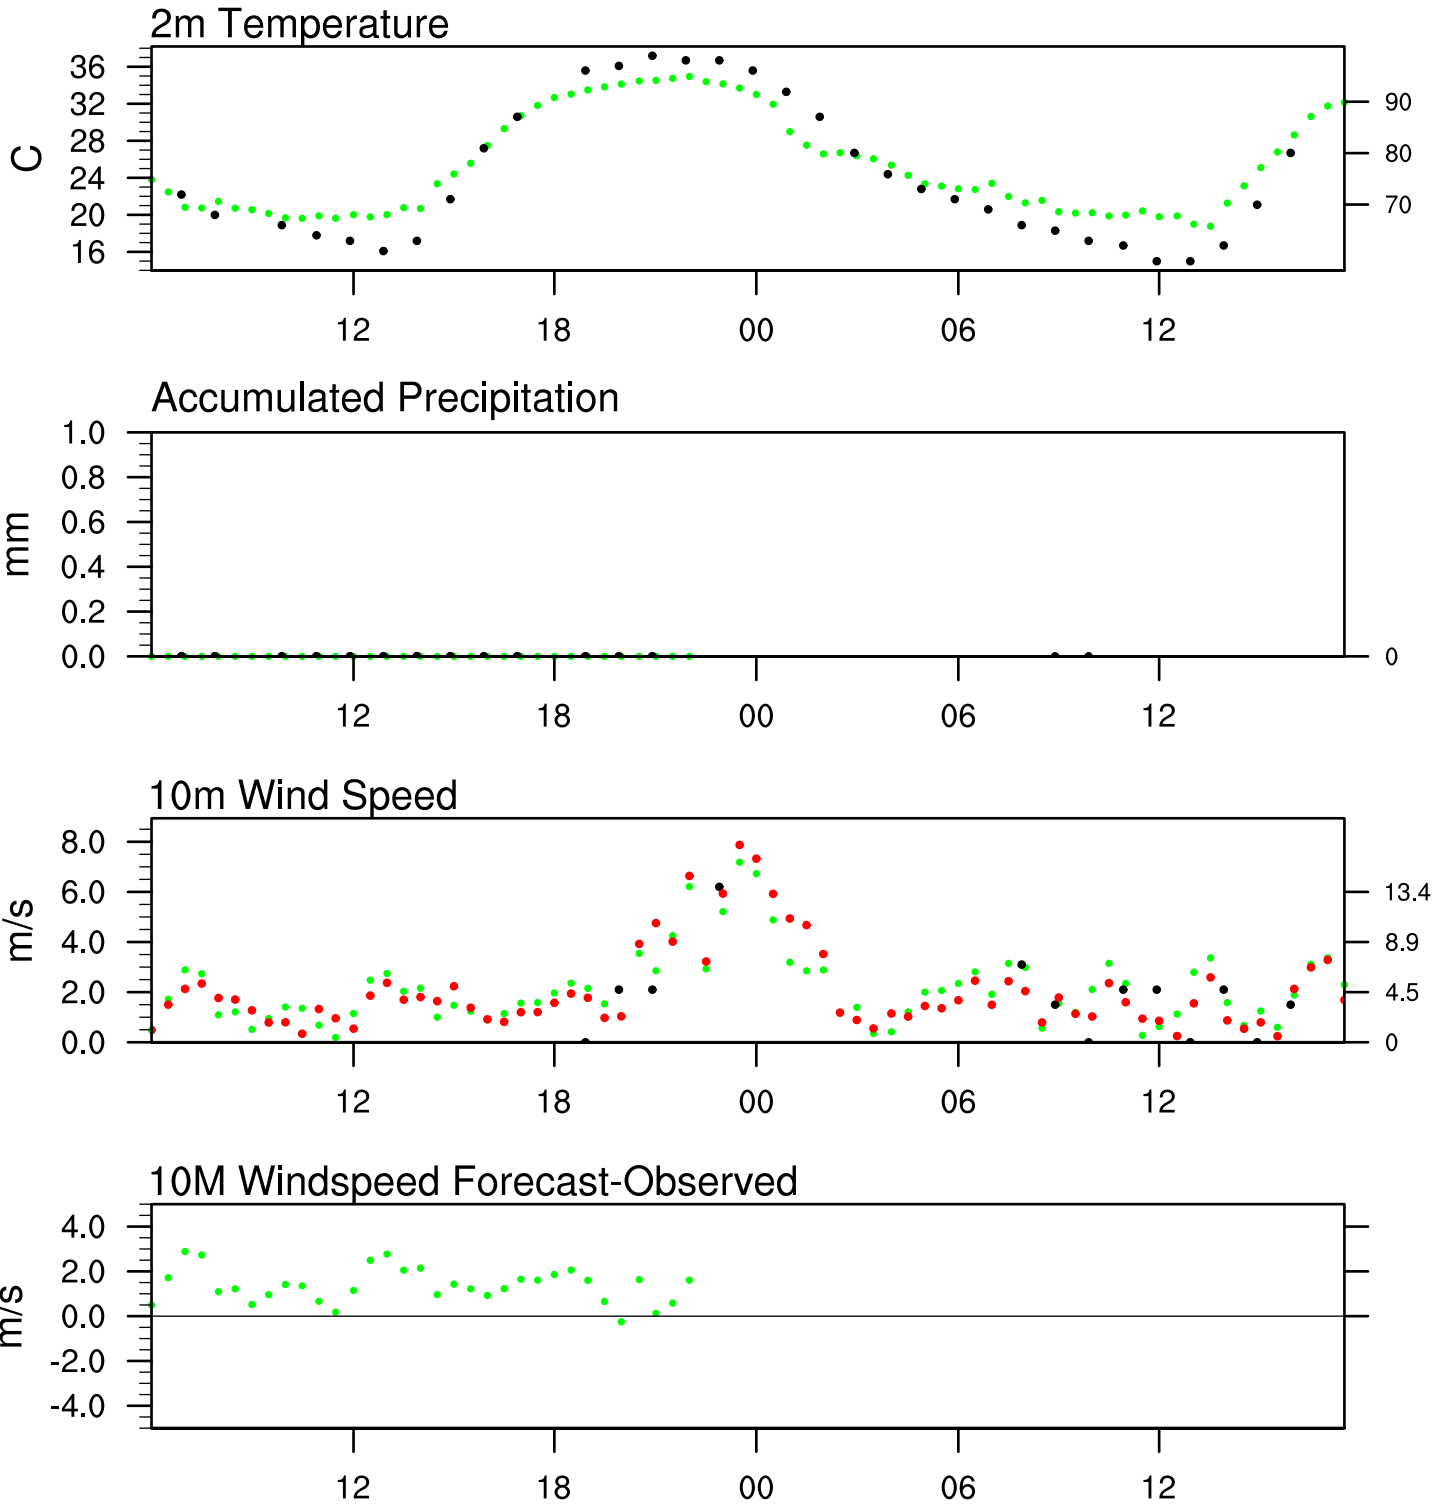 2m Temperature
36
32
28
24
20
16
C
90
80
70
12 18 00 06 12
Accumulated Precipitation
1.0
0.8
0.6
0.4
0.2
0.0
mm
0
12 18 00 06 12
10m Wind Speed
8.0
6.0
4.0
2.0
0.0
m/s
13.4
8.9
4.5
0
12 18 00 06 12
10M Windspeed Forecast-Observed
4.0
2.0
0.0
-2.0
-4.0
m/s
12 18 00 06 12